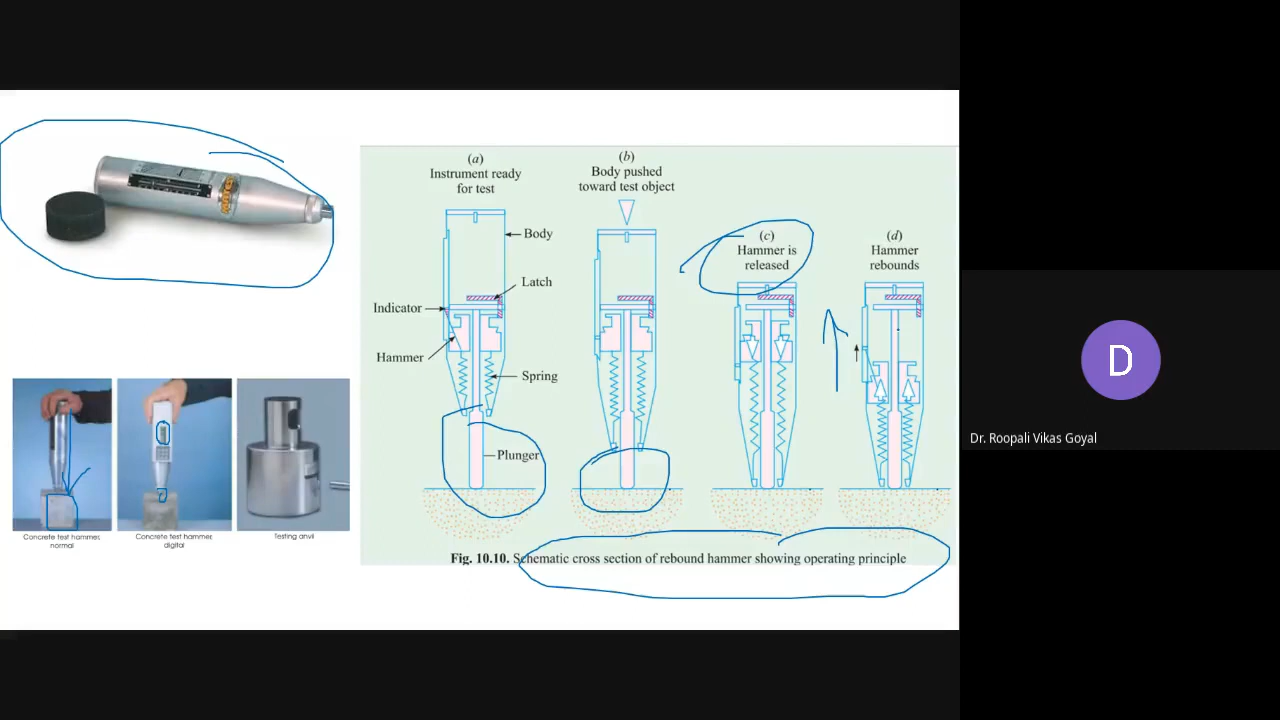 (a)
Instrument ready
for test
(b)
Body pushed
toward test object
(c)
Hammer is
released
(d)
Hammer
rebounds
Body
Latch
Indicator
Hammer
Spring
Plunger
Concrete test hammer,
normal
Concrete test hammer,
digital
Testing anvil
Fig. 10.10. Schematic cross section of rebound hammer showing operating principle
D
Dr. Roopali Vikas Goyal